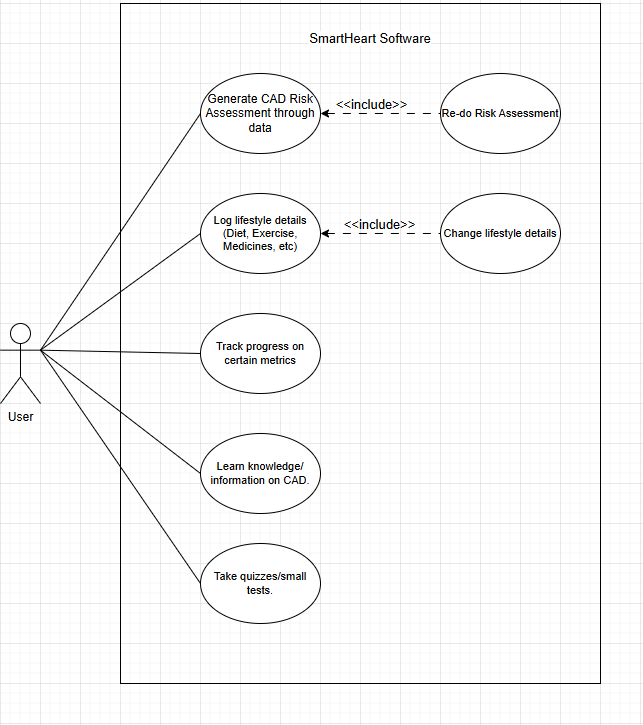 SmartHeart Software
Generate CAD Risk
Assessment through
data
<<include>>
Re-do Risk Assessment
Log lifestyle details
(Diet, Exercise,
Medicines, etc)
<<include>>
Change lifestyle details
Track progress on
certain metrics
User
Learn knowledge/
information on CAD.
Take quizzes/small
tests.